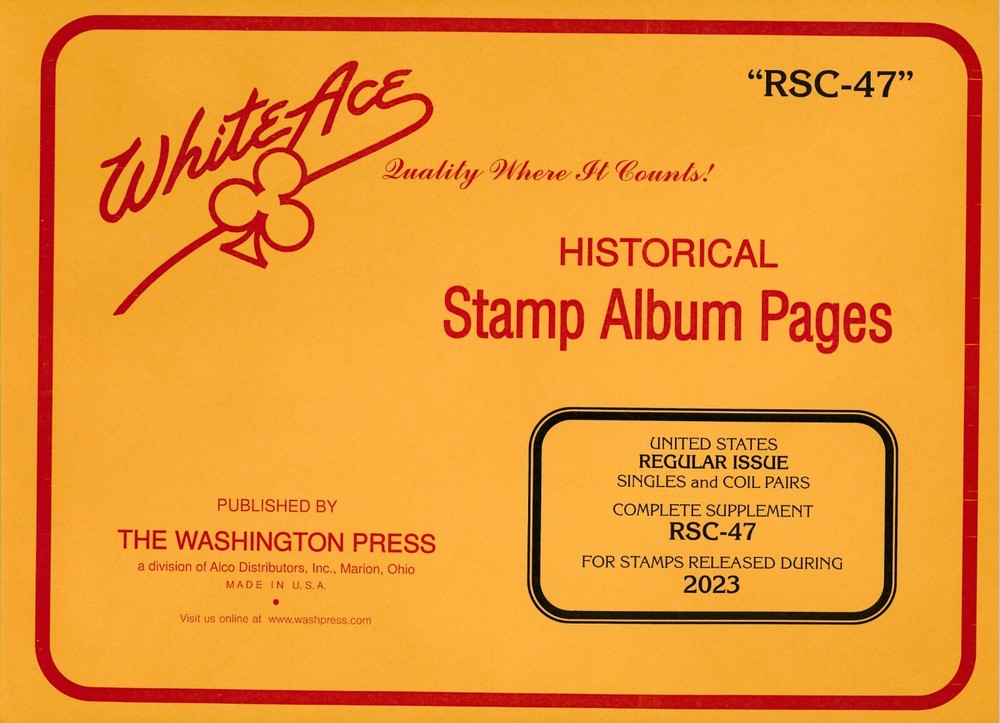 White Ace
"RSC-47"
Quality Where It Counts!
HISTORICAL
Stamp Album Pages
UNITED STATES
REGULAR ISSUE
SINGLES and COIL PAIRS
COMPLETE SUPPLEMENT
RSC-47
FOR STAMPS RELEASED DURING
2023
PUBLISHED BY
THE WASHINGTON PRESS
a division of Alco Distributors, Inc., Marion, Ohio
MADE IN U.S.A.
Visit us online at www.washpress.com